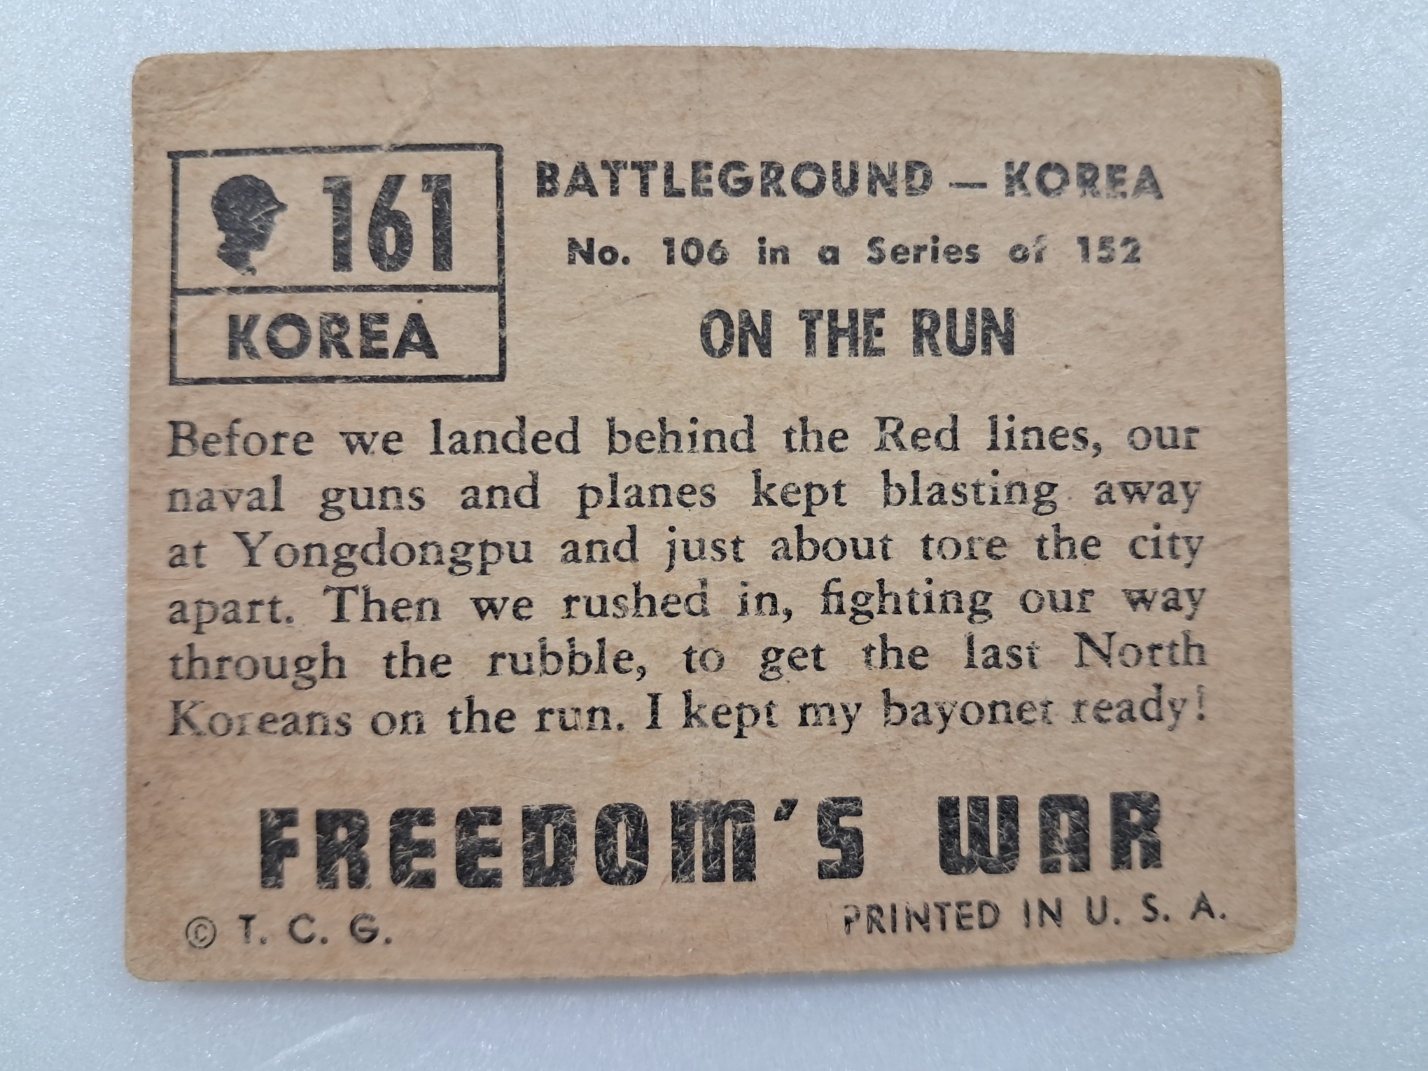 161
KOREA
BATTLEGROUND — KOREA
No. 106 in a Series of 152
ON THE RUN
Before we landed behind the Red lines, our
naval guns and planes kept blasting away
at Yongdongpu and just about tore the city
apart. Then we rushed in, fighting our way
through the rubble, to get the last North
Koreans on the run. I kept my bayonet ready!
FREEDOM'S WAR
© T. C. G.
PRINTED IN U. S. A.